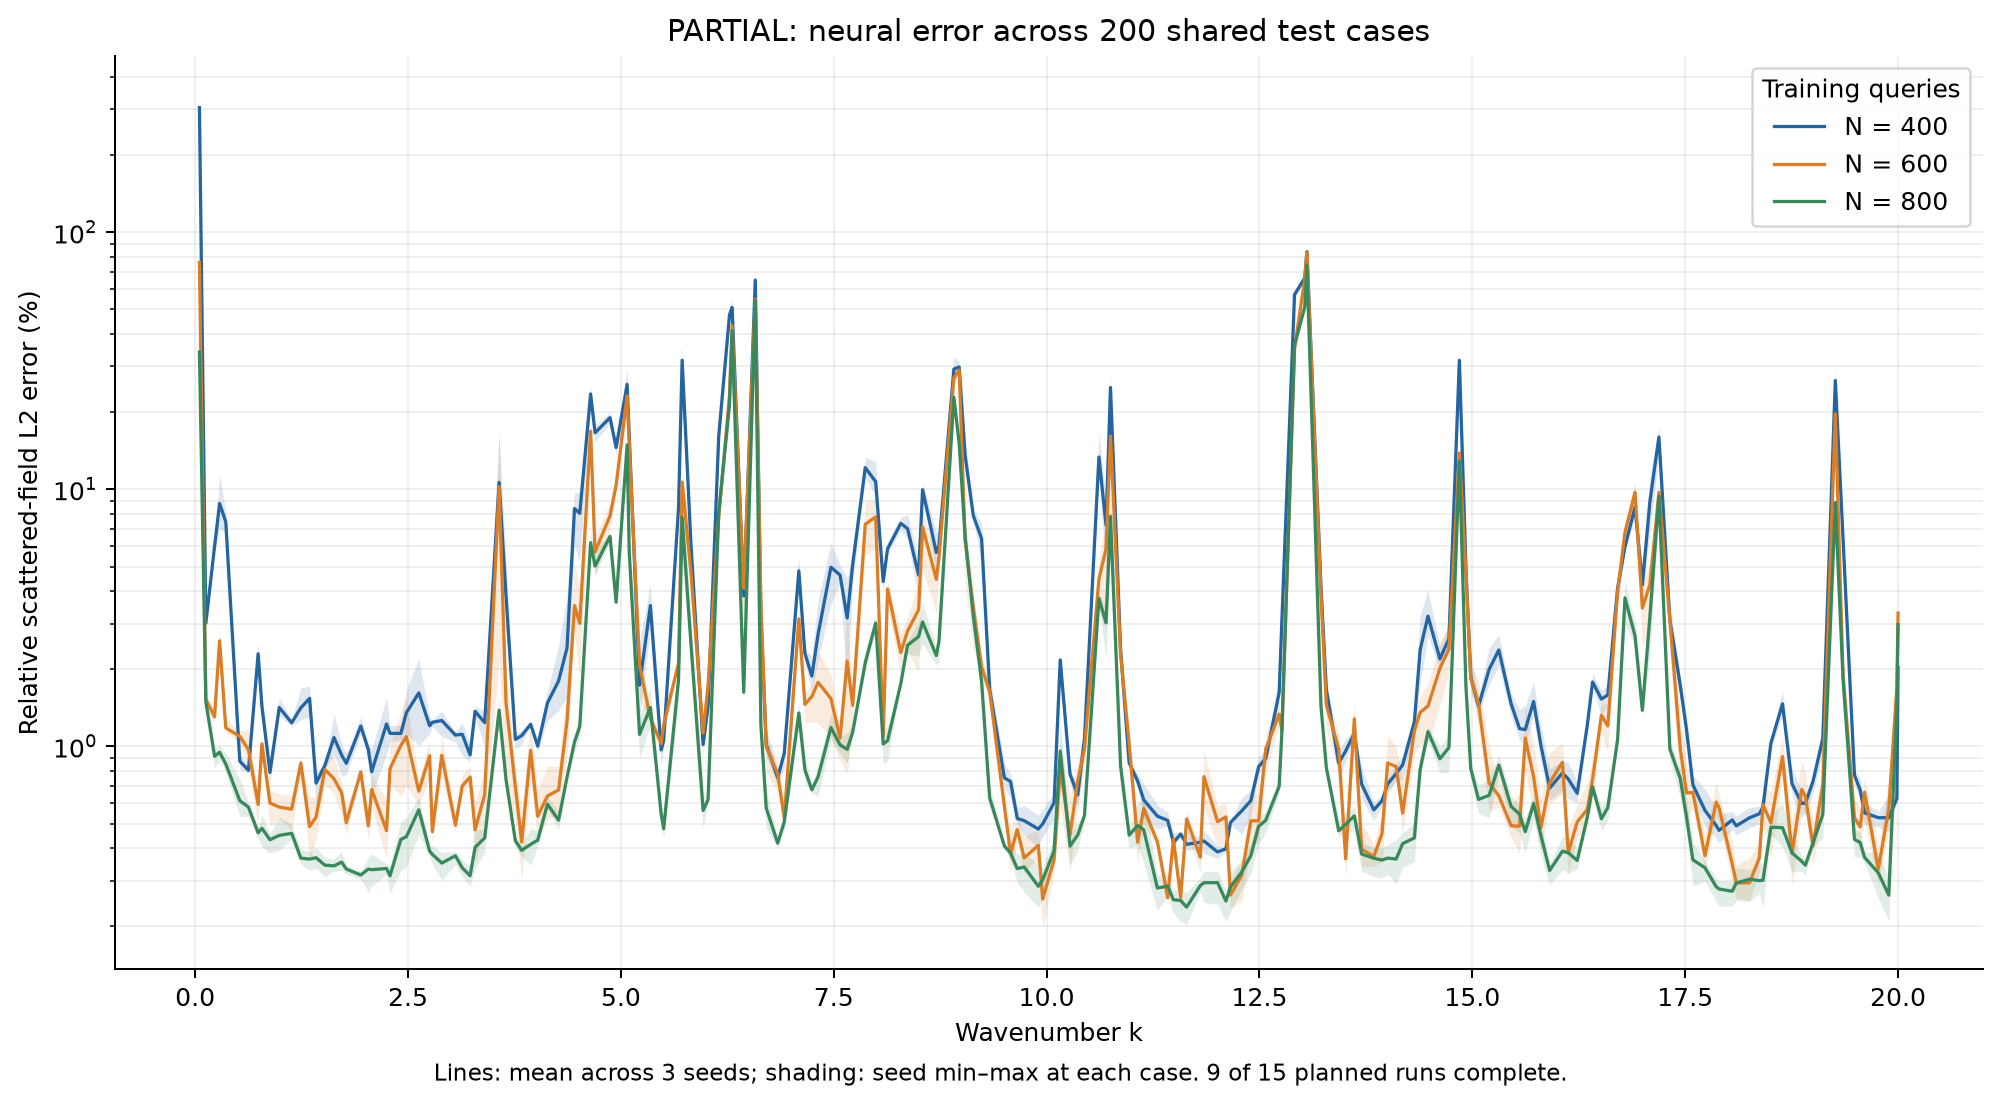 PARTIAL: neural error across 200 shared test cases
Training queries
N = 400
N = 600
N = 800
Relative scattered-field L2 error (%)
10²
10¹
10⁰
0.0 2.5 5.0 7.5 10.0 12.5 15.0 17.5 20.0
Wavenumber k
Lines: mean across 3 seeds; shading: seed min–max at each case. 9 of 15 planned runs complete.